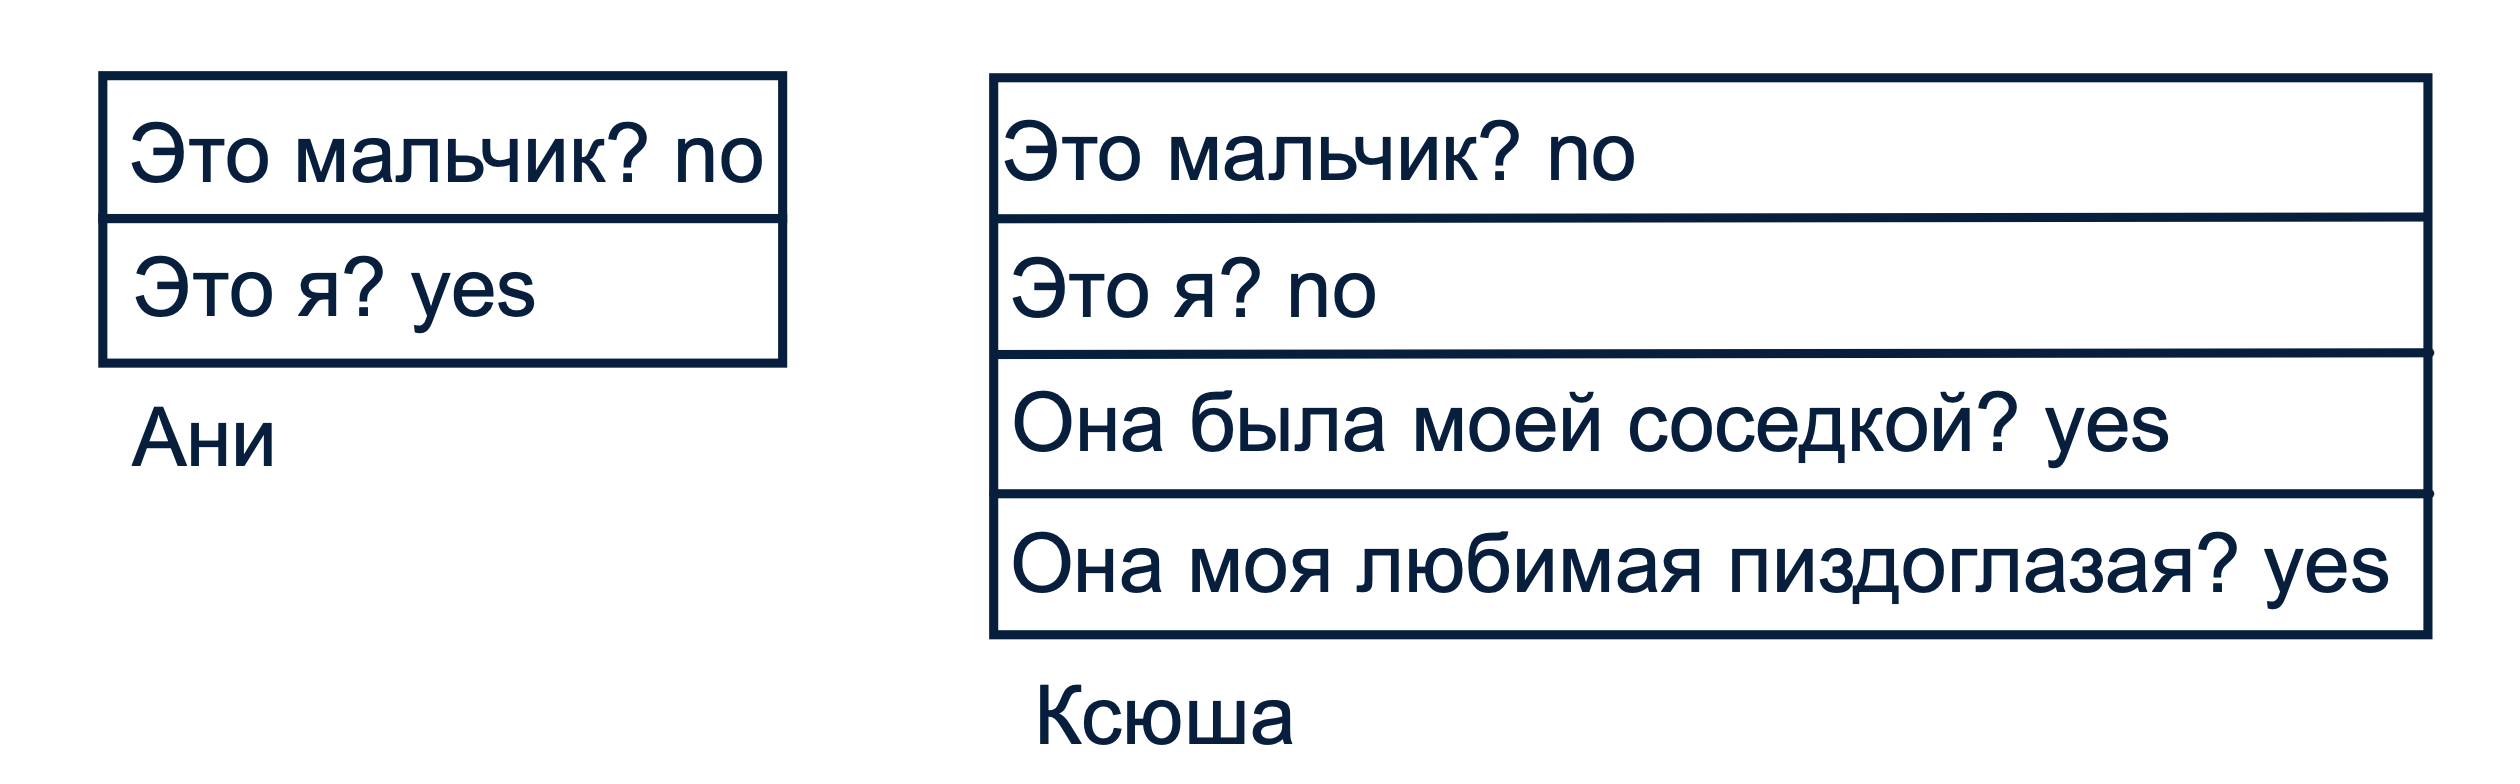 Это мальчик? no
Это я? yes
Ани
Это мальчик? no
Это я? no
Она была моей соседкой? yes
Она моя любимая пиздоглазая? yes
Ксюша